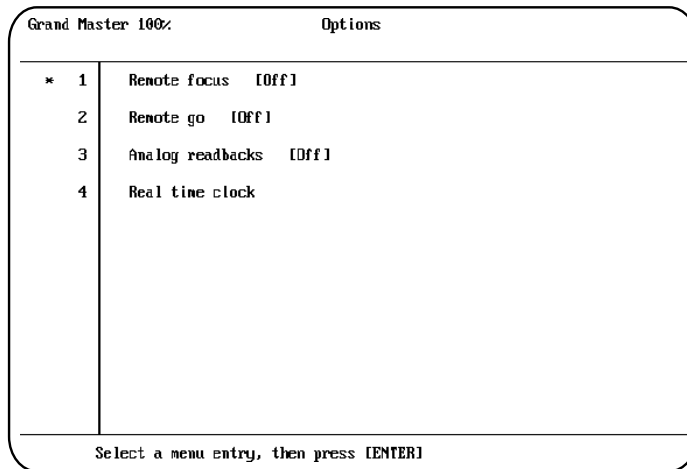 Grand Master 100% Options
* 1 Remote focus [Off]
2 Remote go [Off]
3 Analog readbacks [Off]
4 Real time clock
Select a menu entry, then press [ENTER]